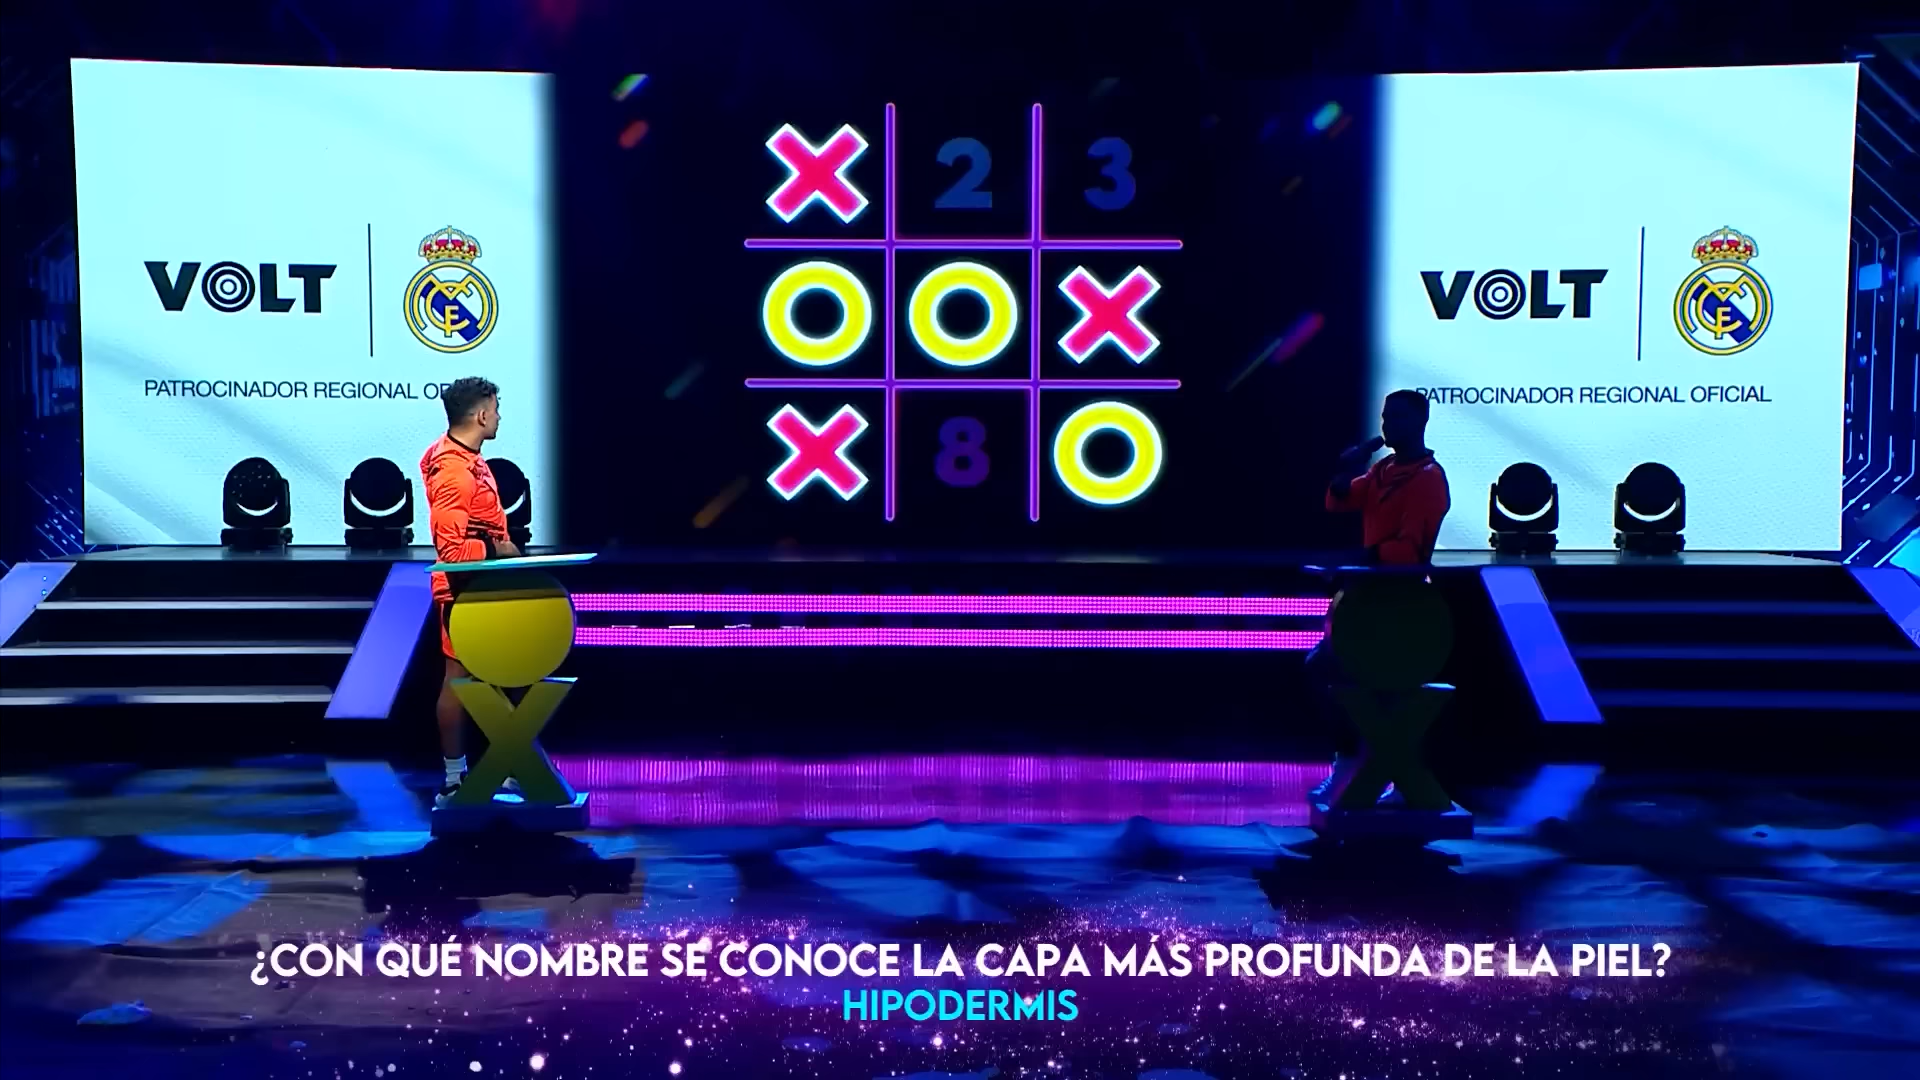 VOLT
PATROCINADOR REGIONAL
X 2 3
O O X
X 8 O
VOLT
PATROCINADOR REGIONAL OFICIAL
¿CON QUÉ NOMBRE SE CONOCE LA CAPA MÁS PROFUNDA DE LA PIEL?
HIPODERMIS